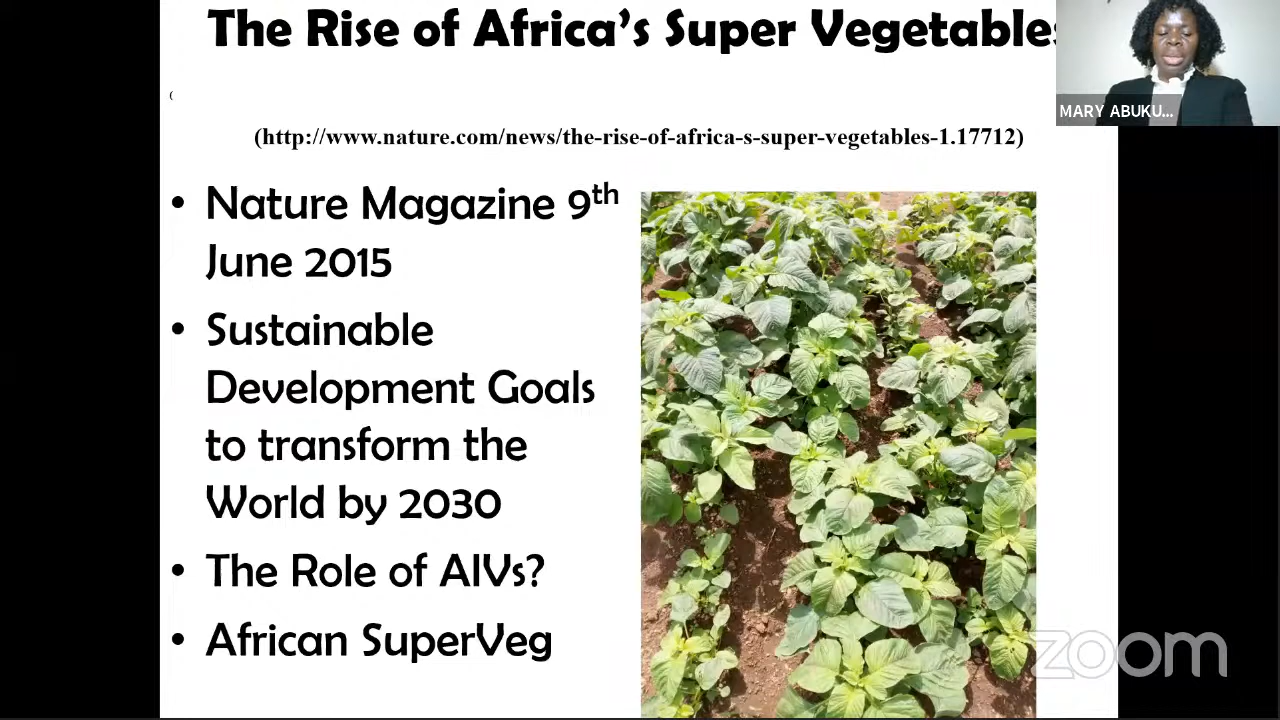 The Rise of Africa's Super Vegetables
MARY ABUKU...
(http://www.nature.com/news/the-rise-of-africa-s-super-vegetables-1.17712)
• Nature Magazine 9th
June 2015
• Sustainable
Development Goals
to transform the
World by 2030
• The Role of AIVs?
• African SuperVeg
zoom